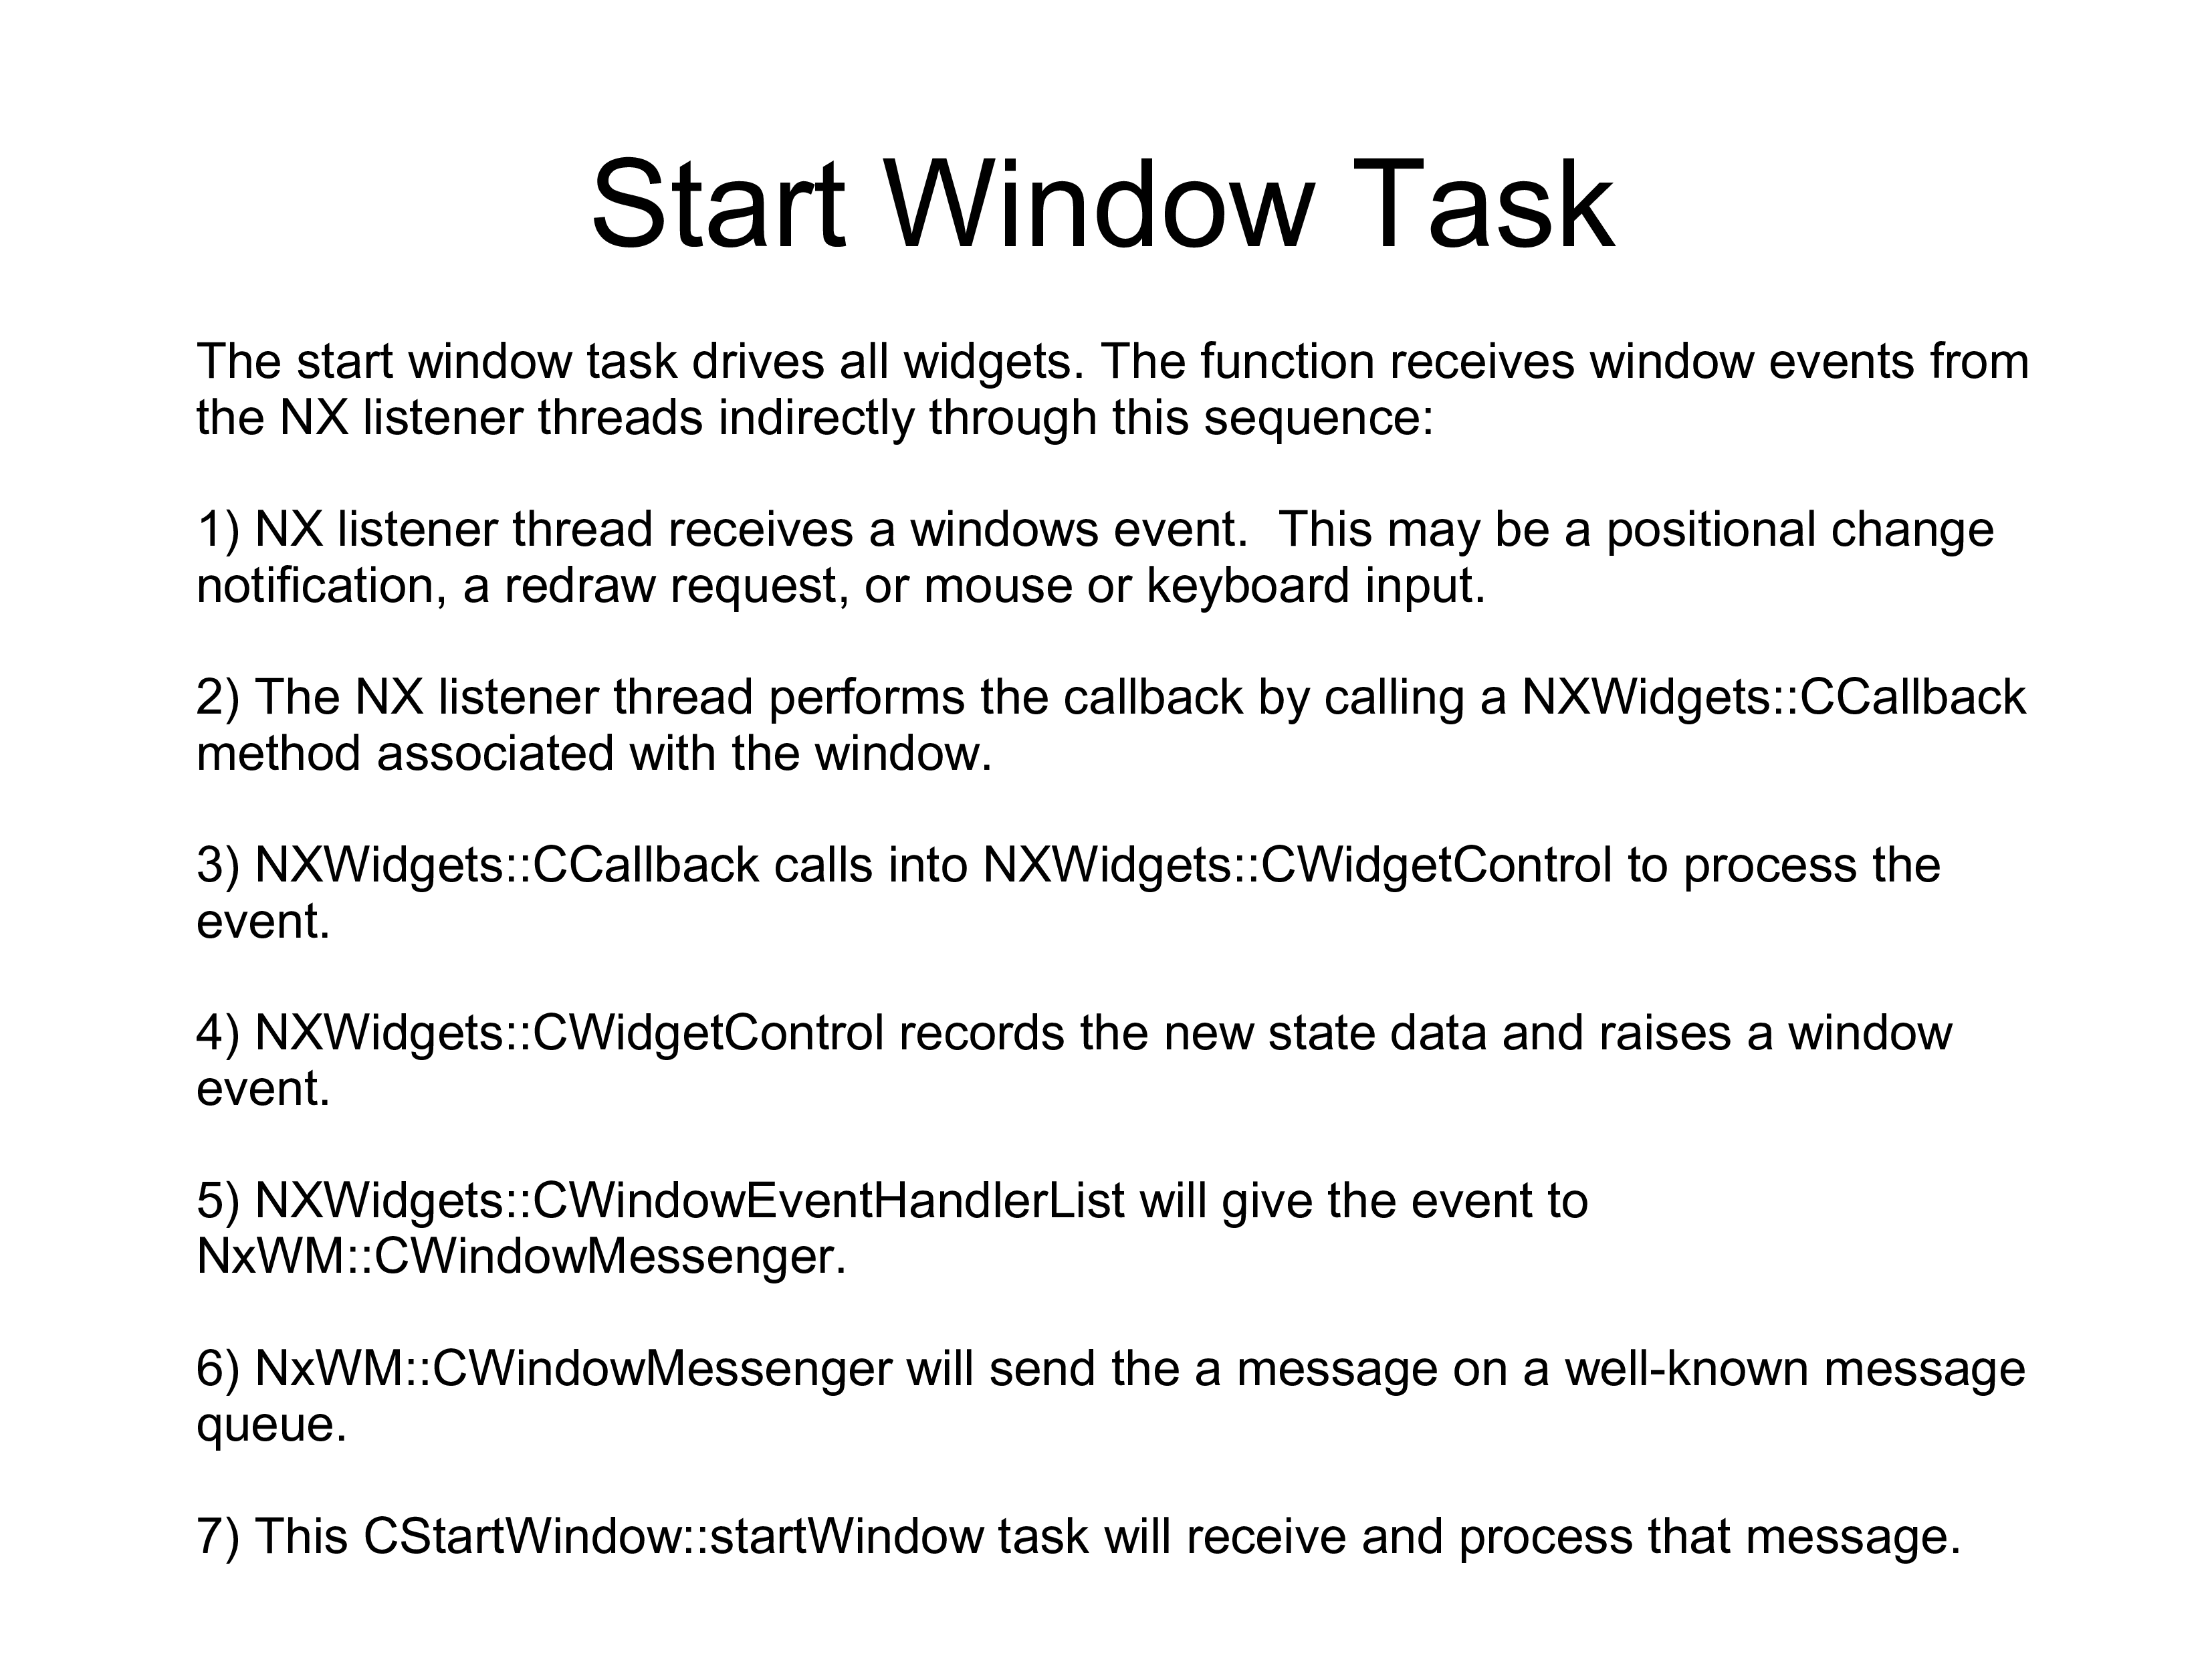 Start Window Task
The start window task drives all widgets. The function receives window events from
the NX listener threads indirectly through this sequence:
1) NX listener thread receives a windows event.  This may be a positional change
notification, a redraw request, or mouse or keyboard input.
2) The NX listener thread performs the callback by calling a NXWidgets::CCallback
method associated with the window.
3) NXWidgets::CCallback calls into NXWidgets::CWidgetControl to process the
event.
4) NXWidgets::CWidgetControl records the new state data and raises a window
event.
5) NXWidgets::CWindowEventHandlerList will give the event to
NxWM::CWindowMessenger.
6) NxWM::CWindowMessenger will send the a message on a well-known message
queue.
7) This CStartWindow::startWindow task will receive and process that message.